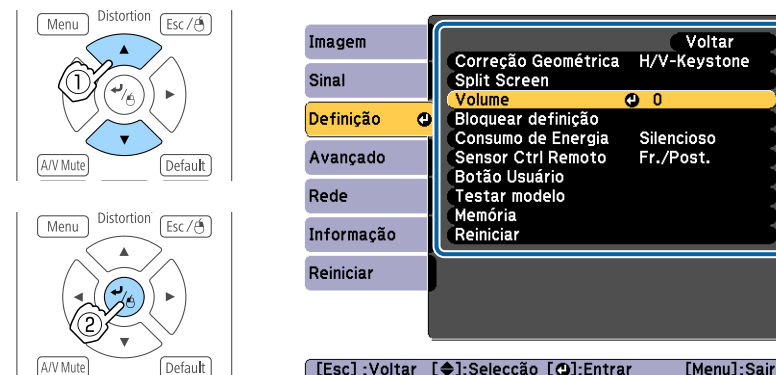 Menu
Distortion
Esc /
1
A/V Mute
Default
Menu
Distortion
Esc /
2
A/V Mute
Default
Imagem
Sinal
Definição
Avançado
Rede
Informação
Reiniciar
Voltar
Correção Geométrica H/V-Keystone
Split Screen
Volume 0
Bloquear definição
Consumo de Energia Silencioso
Sensor Ctrl Remoto Fr./Post.
Botão Usuário
Testar modelo
Memória
Reiniciar
[Esc] :Voltar [◆]:Selecção [↵]:Entrar [Menu]:Sair